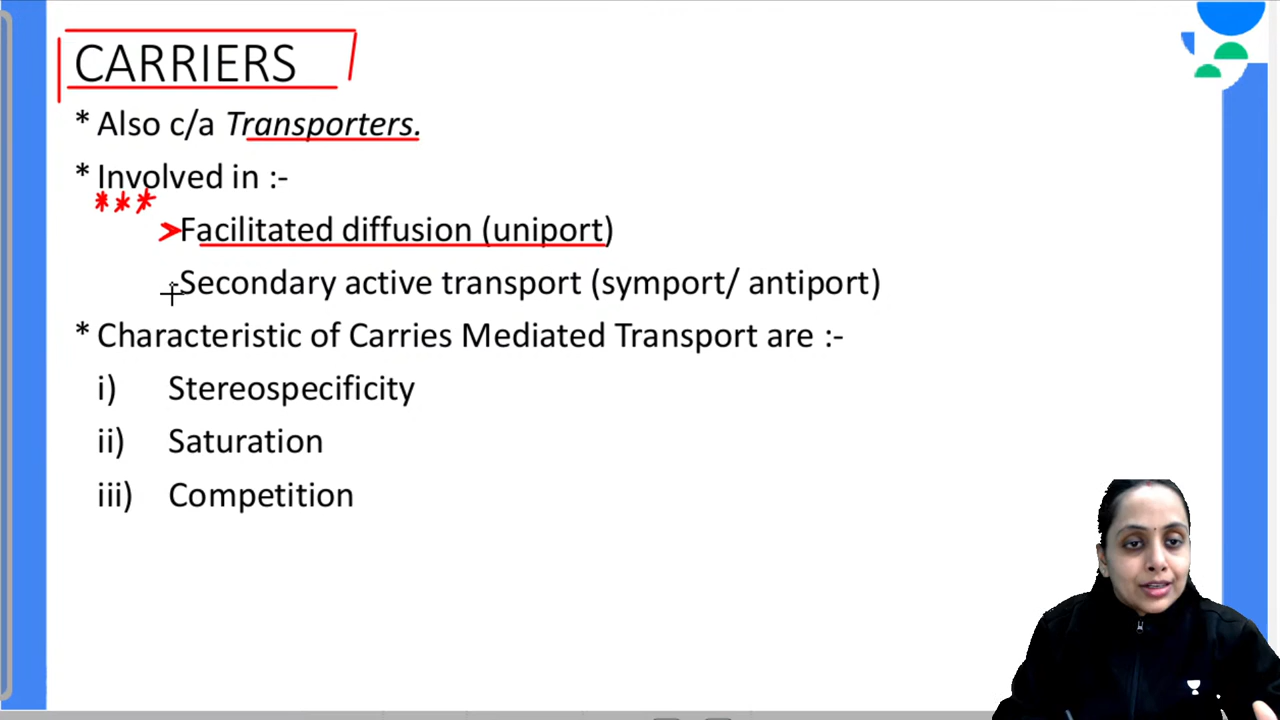 CARRIERS
* Also c/a Transporters.
* Involved in :-
Facilitated diffusion (uniport)
-Secondary active transport (symport/ antiport)
* Characteristic of Carries Mediated Transport are :-
i) Stereospecificity
ii) Saturation
iii) Competition